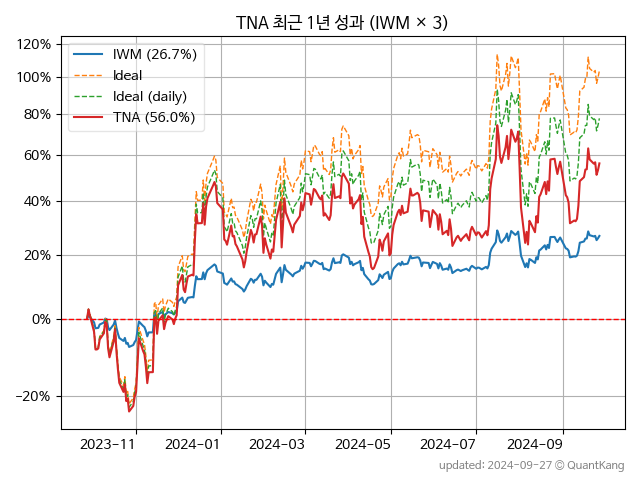 TNA 최근 1년 성과 (IWM × 3)
120%
100%
80%
60%
40%
20%
0%
−20%
IWM (26.7%)
Ideal
Ideal (daily)
TNA (56.0%)
2023-11
2024-01
2024-03
2024-05
2024-07
2024-09
updated: 2024-09-27 © QuantKang